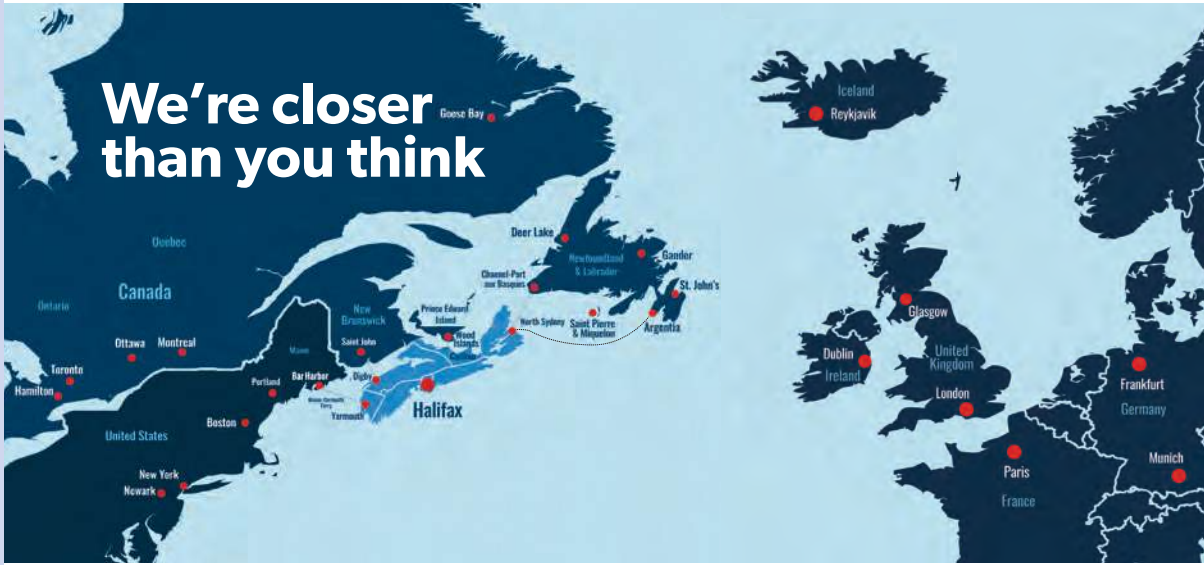 We're closer
than you think
Goose Bay
Iceland
Reykjavik
Quebec
Deer Lake
Newfoundland
& Labrador
Gander
Channel-Port
aux Basques
St. John's
Canada
Ontario
New
Brunswick
Prince Edward
Island
North Sydney
Saint Pierre
& Miquelon
Argentia
Wood
Islands
Saint John
Ottawa
Montreal
Maine
Toronto
Hamilton
Portland
Bar Harbor
Digby
Yarmouth
Halifax
Boston
United States
New York
Newark
Glasgow
Dublin
Ireland
United
Kingdom
London
Frankfurt
Germany
Paris
France
Munich